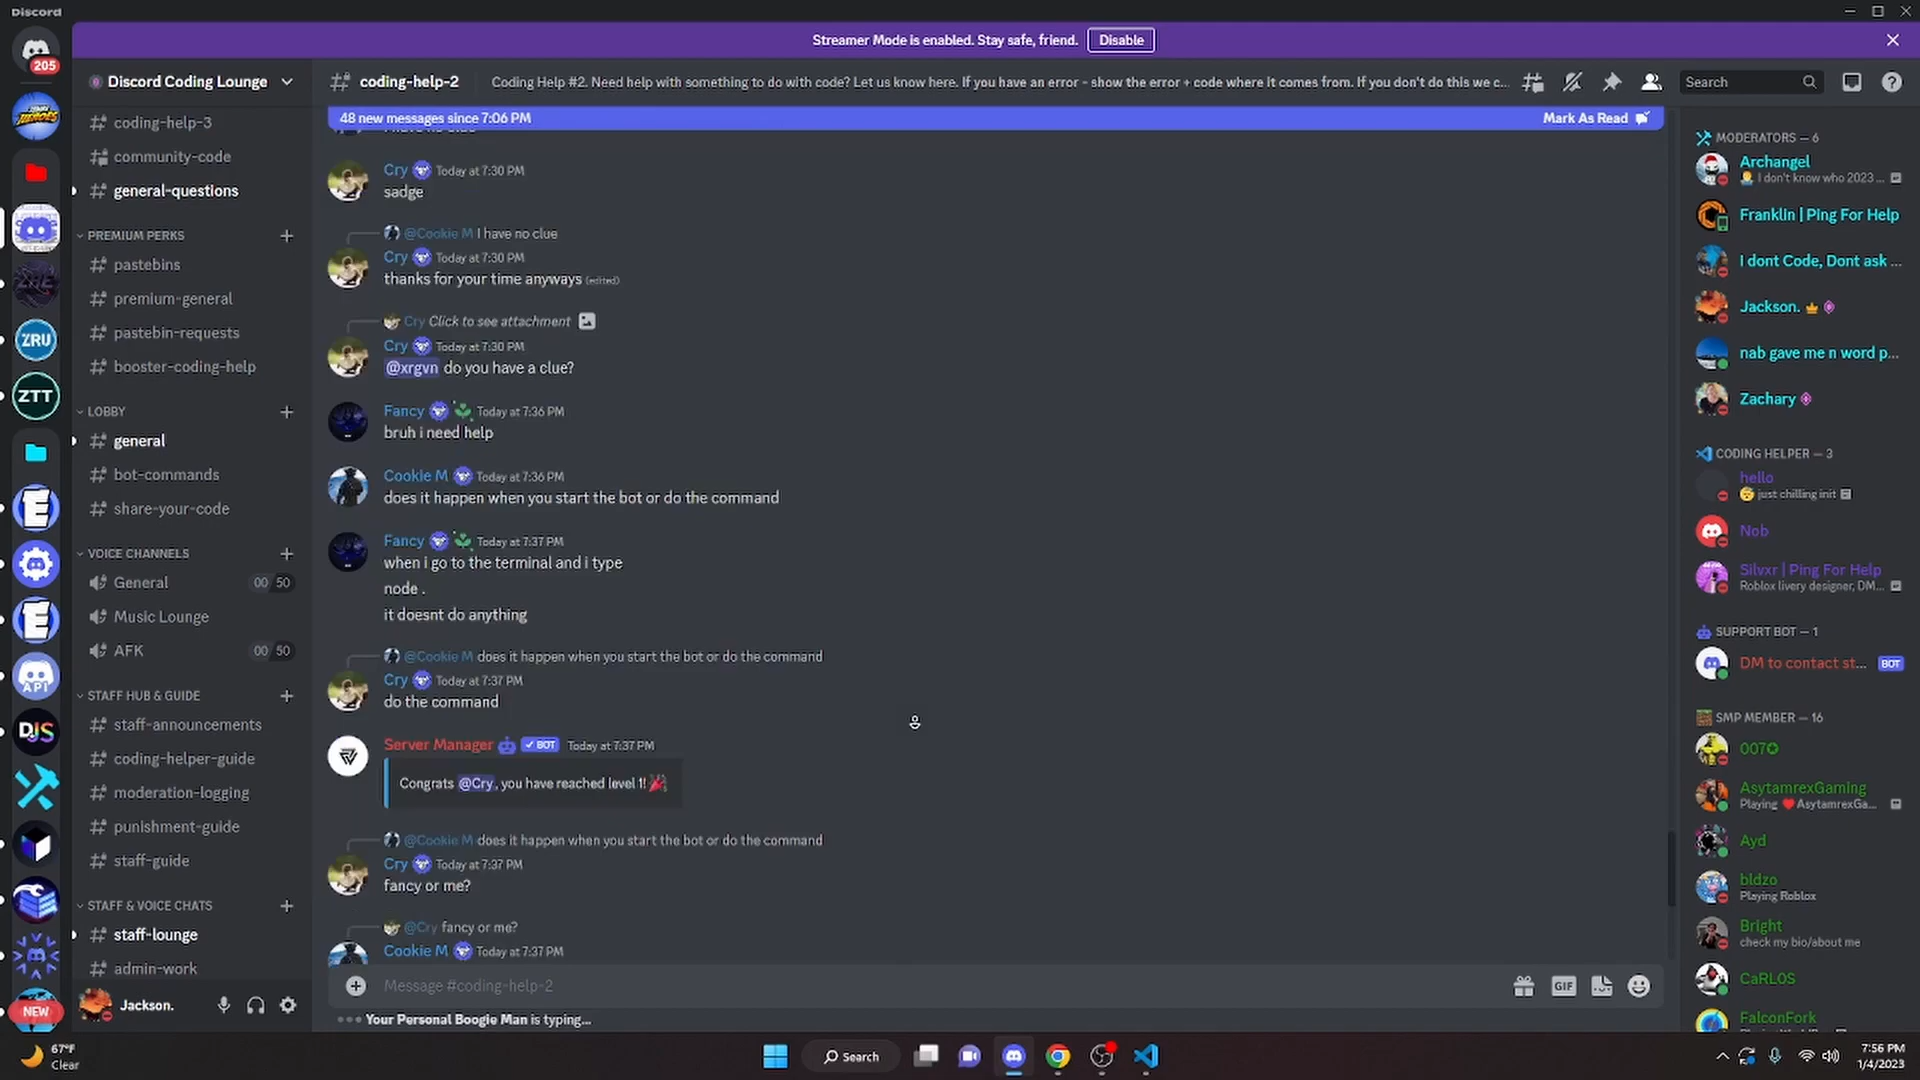 Discord
Streamer Mode is enabled. Stay safe, friend.
Disable
205
Discord Coding Lounge
coding-help-3
community-code
general-questions
PREMIUM PERKS
pastebins
premium-general
pastebin-requests
booster-coding-help
LOBBY
general
bot-commands
share-your-code
VOICE CHANNELS
General
00 50
Music Lounge
AFK
00 50
STAFF HUB & GUIDE
staff-announcements
coding-helper-guide
moderation-logging
punishment-guide
staff-guide
STAFF & VOICE CHATS
staff-lounge
admin-work
Jackson.
ZRU
ZTT
E
E
API
DJS
NEW
coding-help-2
Coding Help #2. Need help with something to do with code? Let us know here. If you have an error - show the error + code where it comes from. If you don't do this we c...
Search
48 new messages since 7:06 PM
Mark As Read
Cry Today at 7:30 PM
sadge
@Cookie M I have no clue
Cry Today at 7:30 PM
thanks for your time anyways (edited)
Cry Click to see attachment
Cry Today at 7:30 PM
@xrgvn do you have a clue?
Fancy Today at 7:36 PM
bruh i need help
Cookie M Today at 7:36 PM
does it happen when you start the bot or do the command
Fancy Today at 7:37 PM
when i go to the terminal and i type
node .
it doesnt do anything
@Cookie M does it happen when you start the bot or do the command
Cry Today at 7:37 PM
do the command
Server Manager BOT Today at 7:37 PM
Congrats @Cry, you have reached level 1!
@Cookie M does it happen when you start the bot or do the command
Cry Today at 7:37 PM
fancy or me?
@Cry fancy or me?
Cookie M Today at 7:37 PM
Message #coding-help-2
GIF
Your Personal Boogie Man is typing...
MODERATORS — 6
Archangel
I don't know who 2023 ...
Franklin | Ping For Help
I dont Code, Dont ask ...
Jackson.
nab gave me n word p...
Zachary
CODING HELPER — 3
hello
just chilling init
Nob
Silvxr | Ping For Help
Roblox livery designer, DM...
SUPPORT BOT — 1
DM to contact st... BOT
SMP MEMBER — 16
007
AsytamrexGaming
Playing AsytamrexGa...
Ayd
bldzo
Playing Roblox
Bright
check my bio/about me
CaRLOS
FalconFork
67°F
Clear
Search
7:56 PM
1/4/2023